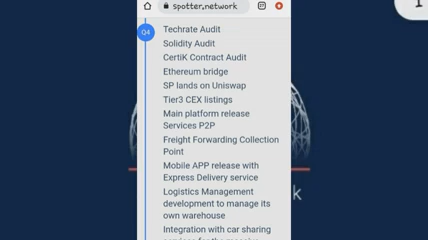 spotter.network
27
Q4
Techrate Audit
Solidity Audit
CertiK Contract Audit
Ethereum bridge
SP lands on Uniswap
Tier3 CEX listings
Main platform release
Services P2P
Freight Forwarding Collection
Point
Mobile APP release with
Express Delivery service
Logistics Management
development to manage its
own warehouse
Integration with car sharing
k